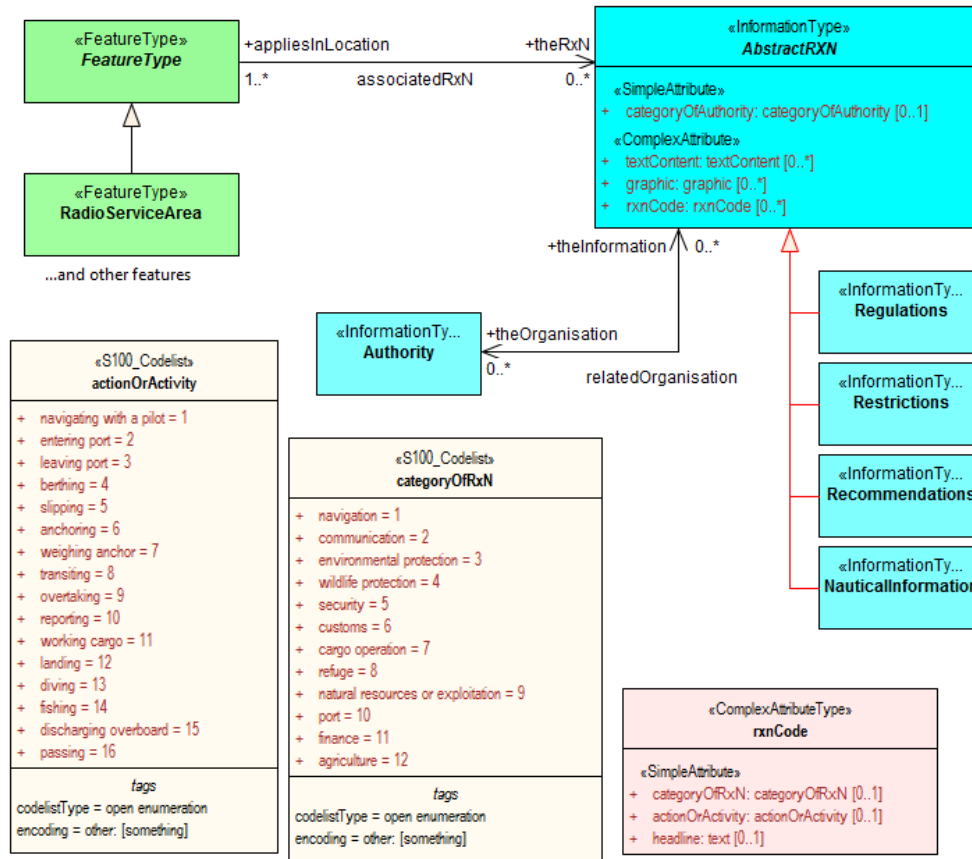 «FeatureType»
FeatureType
+appliesInLocation
+theRxN
1..*
associatedRxN
0..*
«InformationType»
AbstractRXN
«SimpleAttribute»
+ categoryOfAuthority: categoryOfAuthority [0..1]
«ComplexAttribute»
+ textContent: textContent [0..*]
+ graphic: graphic [0..*]
+ rxnCode: rxnCode [0..*]
«FeatureType»
RadioServiceArea
...and other features
+theInformation
0..*
«InformationTy...
Authority
+theOrganisation
0..*
relatedOrganisation
«InformationTy...
Regulations
«InformationTy...
Restrictions
«InformationTy...
Recommendations
«InformationTy...
NauticalInformation
«S100_Codelist»
actionOrActivity
+ navigating with a pilot = 1
+ entering port = 2
+ leaving port = 3
+ berthing = 4
+ slipping = 5
+ anchoring = 6
+ weighing anchor = 7
+ transiting = 8
+ overtaking = 9
+ reporting = 10
+ working cargo = 11
+ landing = 12
+ diving = 13
+ fishing = 14
+ discharging overboard = 15
+ passing = 16
tags
codelistType = open enumeration
encoding = other: [something]
«S100_Codelist»
categoryOfRxN
+ navigation = 1
+ communication = 2
+ environmental protection = 3
+ wildlife protection = 4
+ security = 5
+ customs = 6
+ cargo operation = 7
+ refuge = 8
+ natural resources or exploitation = 9
+ port = 10
+ finance = 11
+ agriculture = 12
tags
codelistType = open enumeration
encoding = other: [something]
«ComplexAttributeType»
rxnCode
«SimpleAttribute»
+ categoryOfRxN: categoryOfRxN [0..1]
+ actionOrActivity: actionOrActivity [0..1]
+ headline: text [0..1]